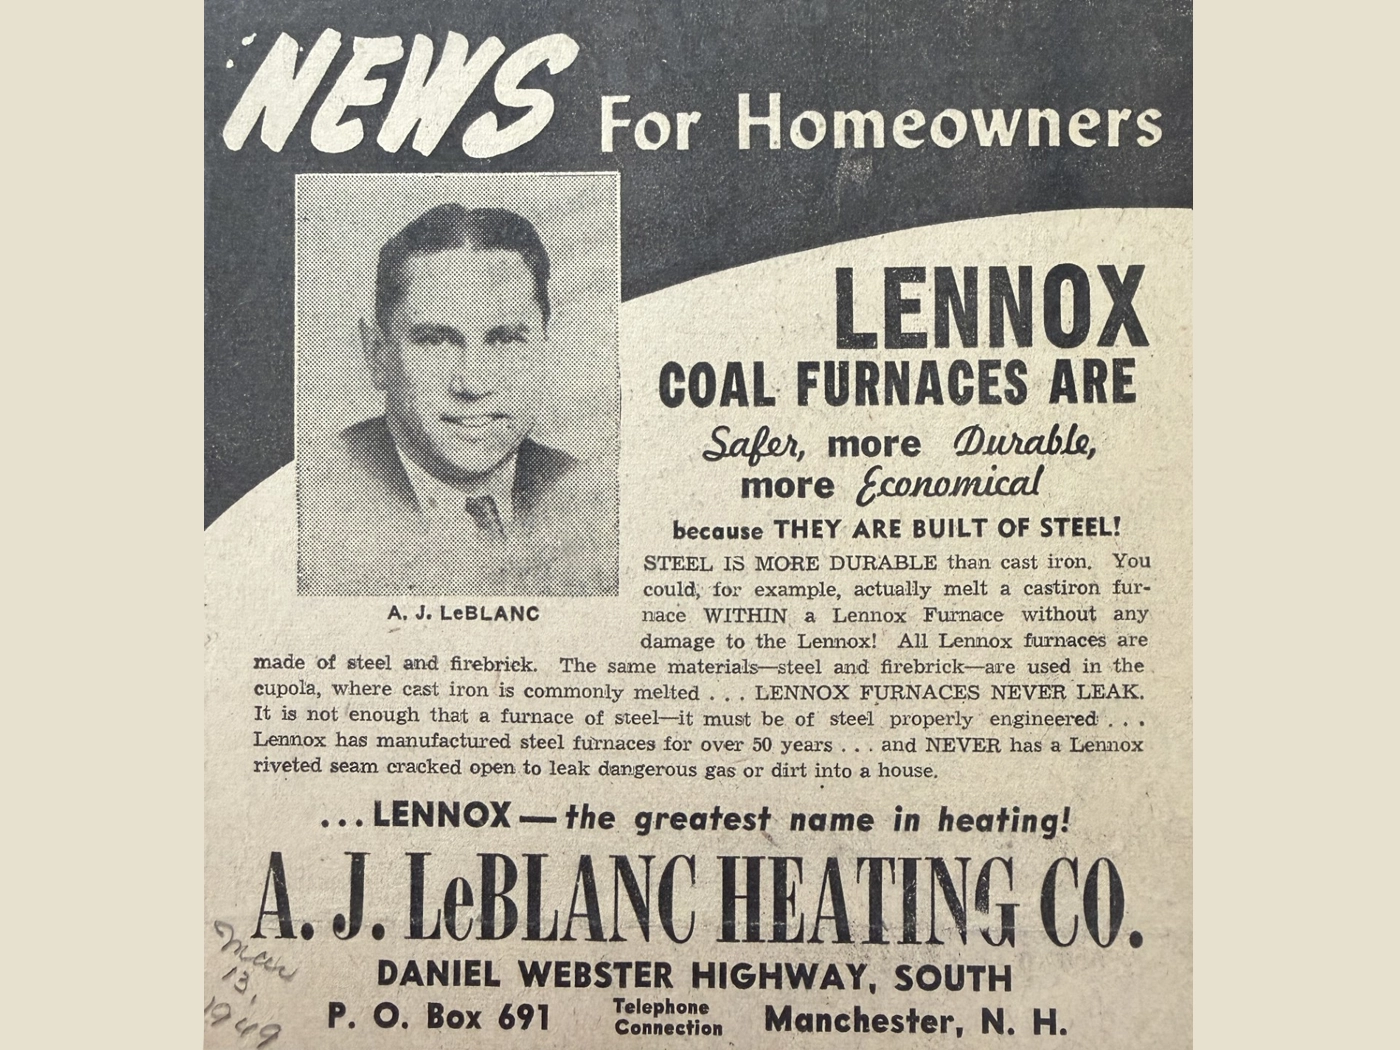 NEWS For Homeowners
A. J. LeBLANC
LENNOX
COAL FURNACES ARE
Safer, more Durable,
more Economical
because THEY ARE BUILT OF STEEL!
STEEL IS MORE DURABLE than cast iron. You
could, for example, actually melt a castiron fur-
nace WITHIN a Lennox Furnace without any
damage to the Lennox! All Lennox furnaces are
made of steel and firebrick. The same materials—steel and firebrick—are used in the
cupola, where cast iron is commonly melted . . . LENNOX FURNACES NEVER LEAK.
It is not enough that a furnace of steel—it must be of steel properly engineered . . .
Lennox has manufactured steel furnaces for over 50 years . . . and NEVER has a Lennox
riveted seam cracked open to leak dangerous gas or dirt into a house.
. . . LENNOX — the greatest name in heating!
A. J. LeBLANC HEATING CO.
DANIEL WEBSTER HIGHWAY, SOUTH
P. O. Box 691 Telephone Connection Manchester, N. H.
Mar
13,
1949